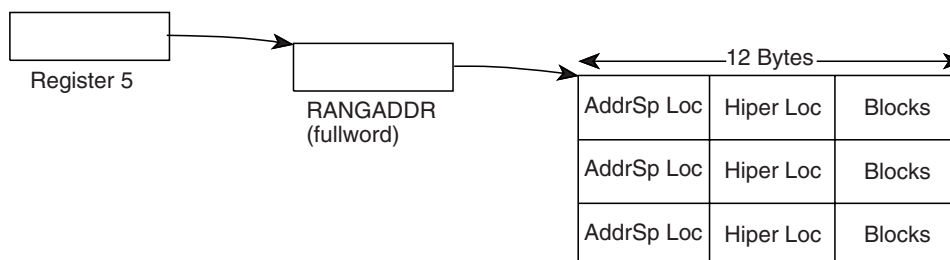 12 Bytes
Register 5
RANGADDR
(fullword)
AddrSp Loc Hiper Loc Blocks
AddrSp Loc Hiper Loc Blocks
AddrSp Loc Hiper Loc Blocks